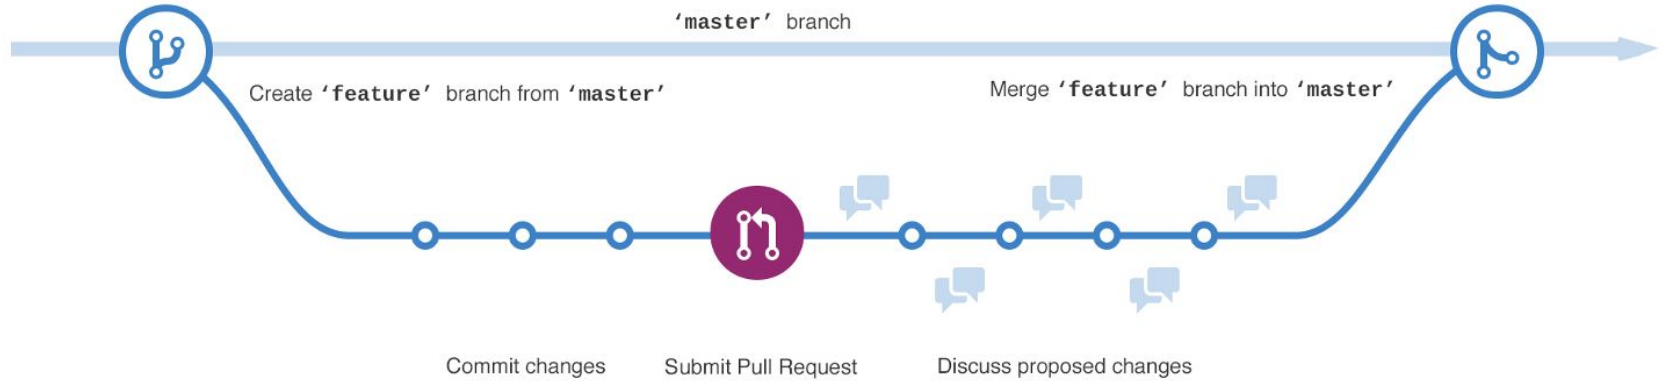 ‘master’ branch
Create ‘feature’ branch from ‘master’
Merge ‘feature’ branch into ‘master’
Commit changes
Submit Pull Request
Discuss proposed changes